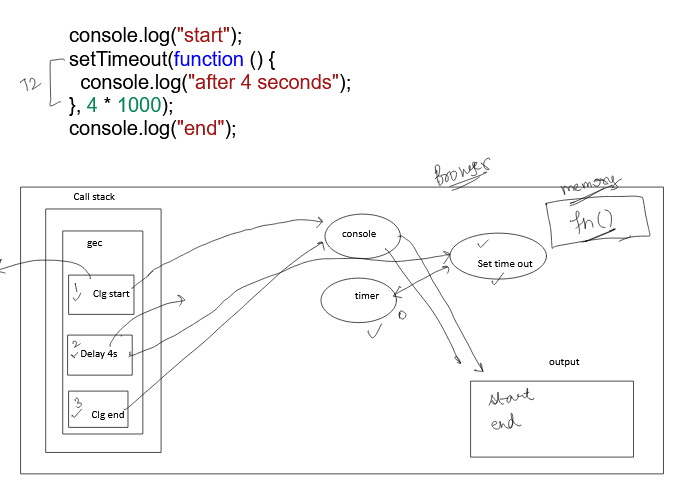 console.log("start");
setTimeout(function () {
T2
console.log("after 4 seconds");
}, 4 * 1000);
console.log("end");
Browser
memory
Call stack
fn()
gec
console
Set time out
1
Clg start
timer
0
2
Delay 4s
output
3
Clg end
start
end